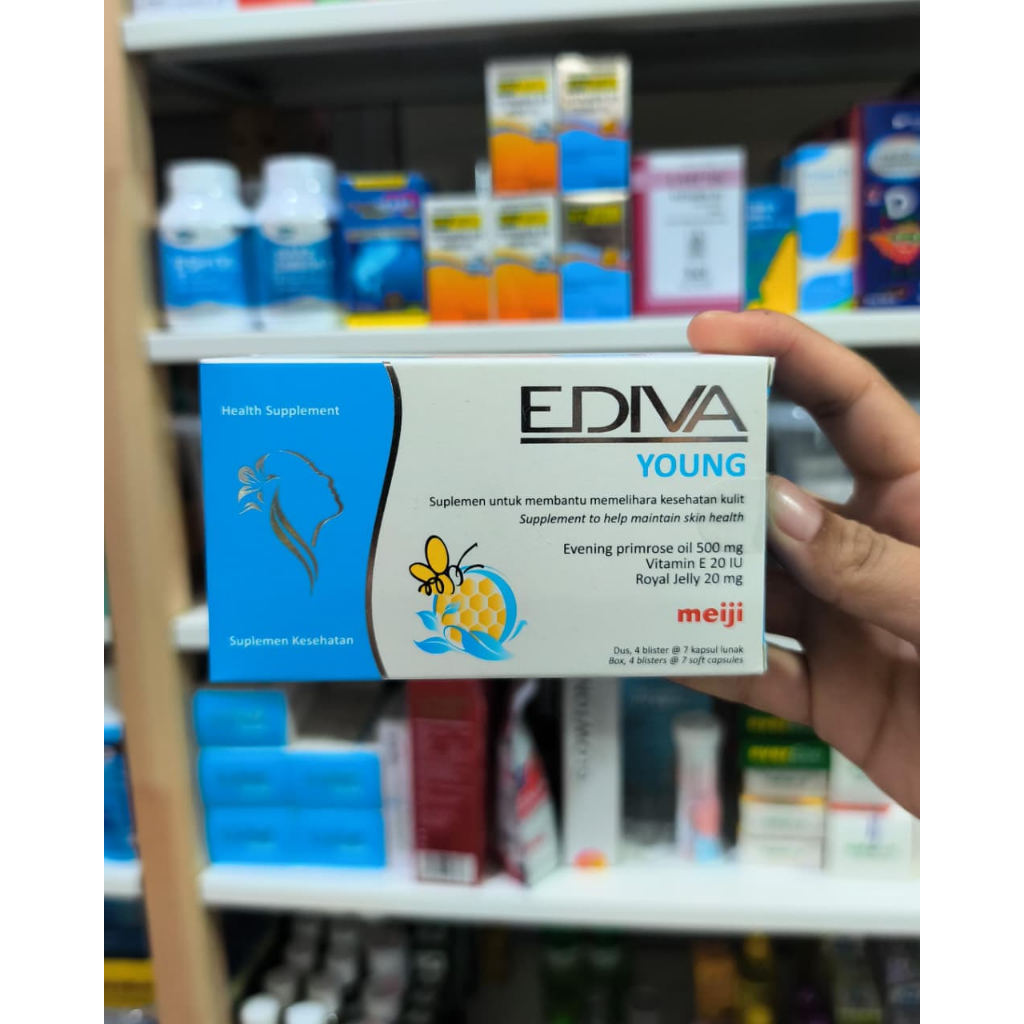 Health Supplement
Suplemen Kesehatan
EDIVA
YOUNG
Suplemen untuk membantu memelihara kesehatan kulit
Supplement to help maintain skin health
Evening primrose oil 500 mg
Vitamin E 20 IU
Royal Jelly 20 mg
meiji
Dus, 4 blister @ 7 kapsul lunak
Box, 4 blisters @ 7 soft capsules